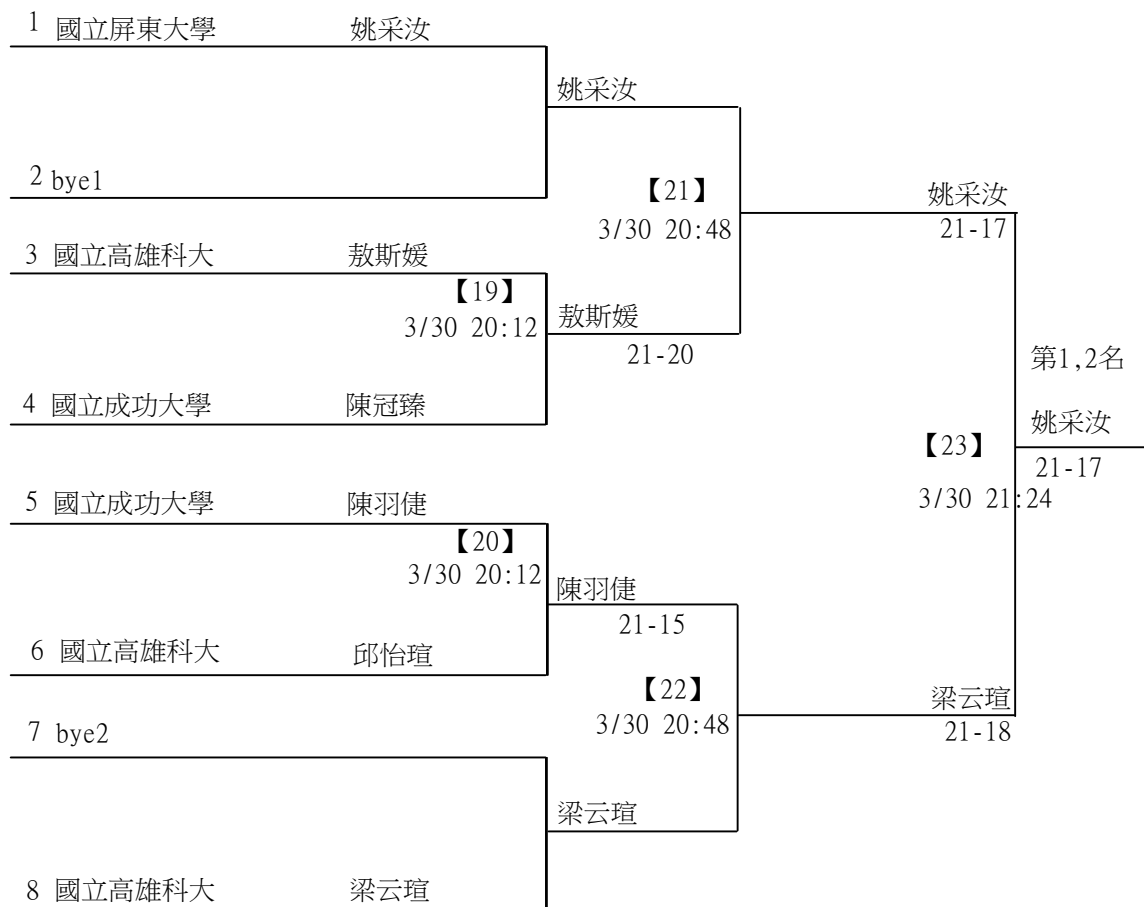 1 國立屏東大學 姚采汝
姚采汝
2 bye1
【21】
3/30 20:48
姚采汝
21-17
3 國立高雄科大 敖斯媛
【19】
3/30 20:12
敖斯媛
21-20
4 國立成功大學 陳冠臻
第1,2名
姚采汝
21-17
【23】
3/30 21:24
5 國立成功大學 陳羽倢
【20】
3/30 20:12
陳羽倢
21-15
6 國立高雄科大 邱怡瑄
【22】
3/30 20:48
梁云瑄
21-18
7 bye2
梁云瑄
8 國立高雄科大 梁云瑄